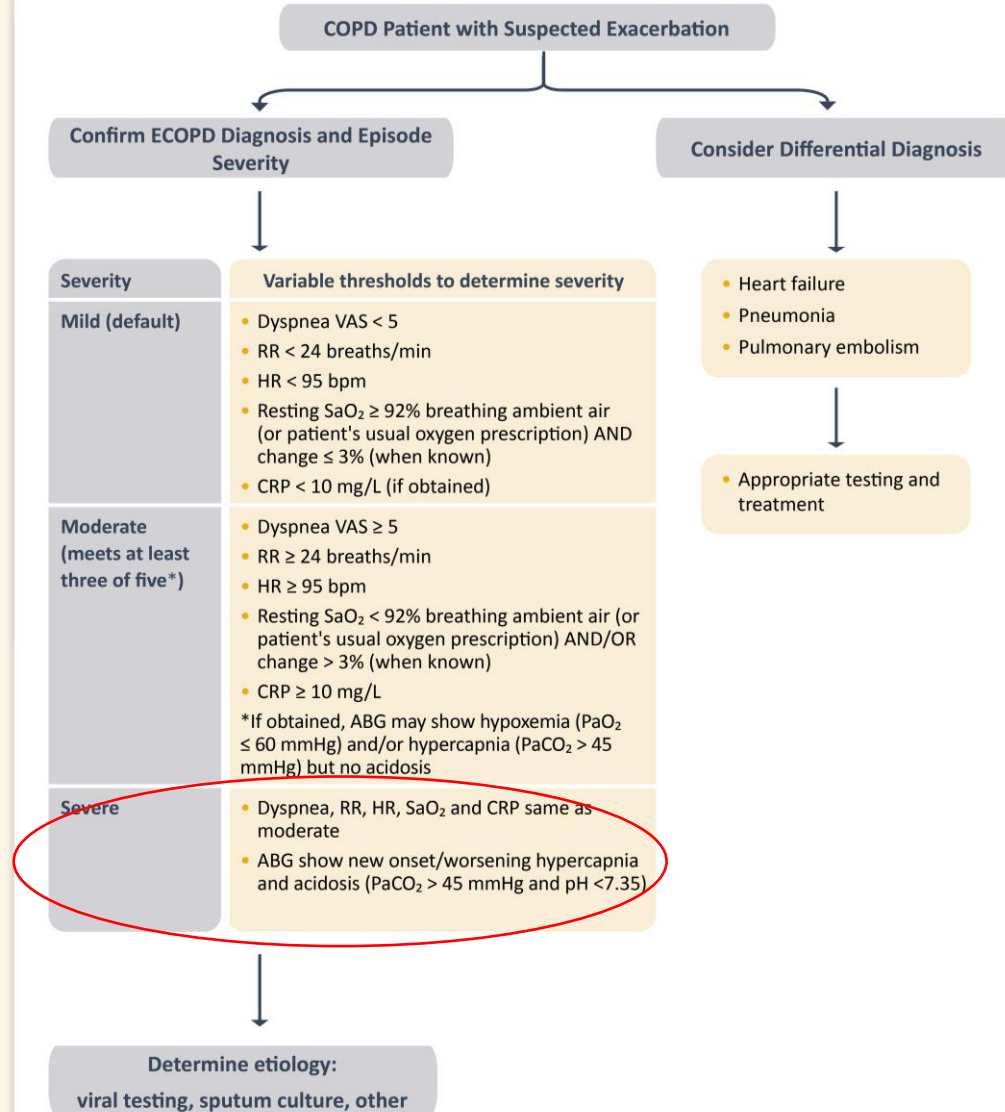 COPD Patient with Suspected Exacerbation
Confirm ECOPD Diagnosis and Episode
Severity
Consider Differential Diagnosis
Severity
Variable thresholds to determine severity
Mild (default)
• Dyspnea VAS < 5
• RR < 24 breaths/min
• HR < 95 bpm
• Resting SaO₂ ≥ 92% breathing ambient air
(or patient's usual oxygen prescription) AND
change ≤ 3% (when known)
• CRP < 10 mg/L (if obtained)
Moderate
(meets at least
three of five*)
• Dyspnea VAS ≥ 5
• RR ≥ 24 breaths/min
• HR ≥ 95 bpm
• Resting SaO₂ < 92% breathing ambient air (or
patient's usual oxygen prescription) AND/OR
change > 3% (when known)
• CRP ≥ 10 mg/L
*If obtained, ABG may show hypoxemia (PaO₂
≤ 60 mmHg) and/or hypercapnia (PaCO₂ > 45
mmHg) but no acidosis
Severe
• Dyspnea, RR, HR, SaO₂ and CRP same as
moderate
• ABG show new onset/worsening hypercapnia
and acidosis (PaCO₂ > 45 mmHg and pH <7.35)
• Heart failure
• Pneumonia
• Pulmonary embolism
• Appropriate testing and
treatment
Determine etiology:
viral testing, sputum culture, other